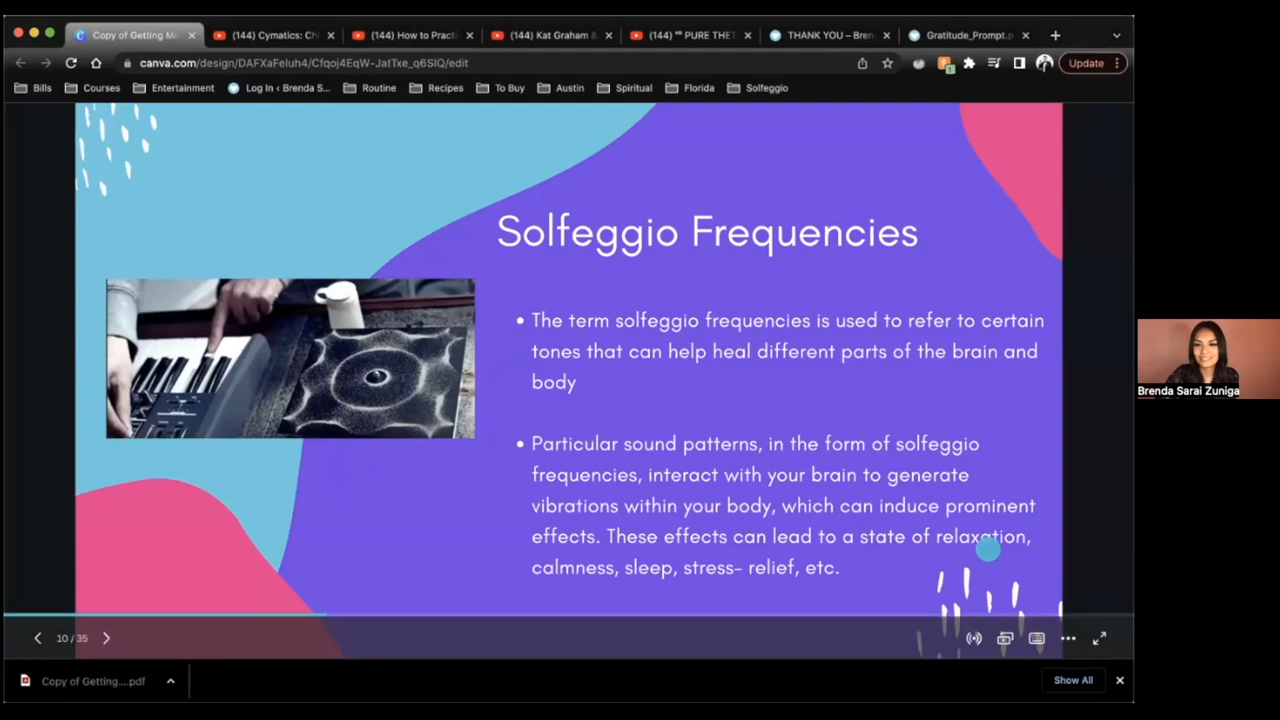 Copy of Getting Me
(144) Cymatics: Ch
(144) How to Practi
(144) Kat Graham &
(144) ᴴᴰ PURE THET
THANK YOU – Bren
Gratitude_Prompt.p
canva.com/design/DAFXaFeluh4/Cfqoj4EqW-JatTxe_q6SIQ/edit
Update
Bills
Courses
Entertainment
Log In ‹ Brenda S...
Routine
Recipes
To Buy
Austin
Spiritual
Florida
Solfeggio
Solfeggio Frequencies
• The term solfeggio frequencies is used to refer to certain
tones that can help heal different parts of the brain and
body
• Particular sound patterns, in the form of solfeggio
frequencies, interact with your brain to generate
vibrations within your body, which can induce prominent
effects. These effects can lead to a state of relaxation,
calmness, sleep, stress- relief, etc.
Brenda Sarai Zuniga
10 / 35
Copy of Getting....pdf
Show All